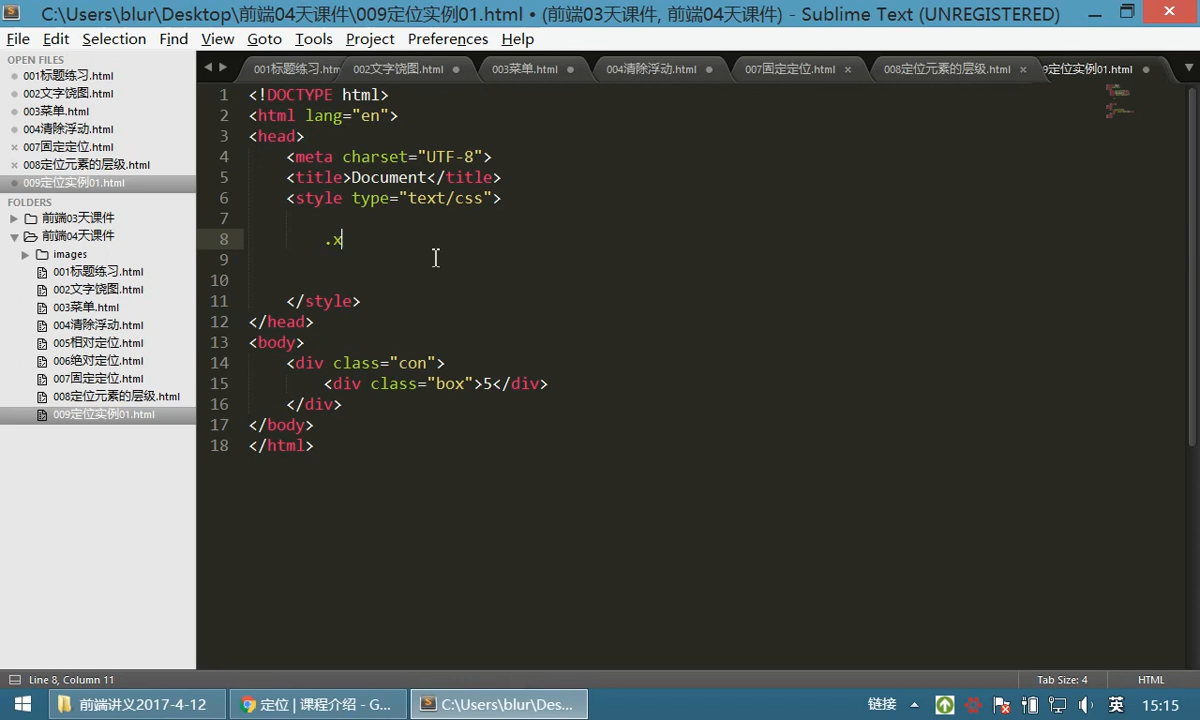 C:\Users\blur\Desktop\前端04天课件\009定位实例01.html • (前端03天课件, 前端04天课件) - Sublime Text (UNREGISTERED)
File Edit Selection Find View Goto Tools Project Preferences Help
OPEN FILES
001标题练习.html
002文字饶图.html
003菜单.html
004清除浮动.html
007固定定位.html
008定位元素的层级.html
009定位实例01.html
FOLDERS
前端03天课件
前端04天课件
images
001标题练习.html
002文字饶图.html
003菜单.html
004清除浮动.html
005相对定位.html
006绝对定位.html
007固定定位.html
008定位元素的层级.html
009定位实例01.html
001标题练习.htm 002文字饶图.html 003菜单.html 004清除浮动.html 007固定定位.html 008定位元素的层级.html 9定位实例01.html
1 <!DOCTYPE html>
2 <html lang="en">
3 <head>
4 <meta charset="UTF-8">
5 <title>Document</title>
6 <style type="text/css">
7
8 .x
9
10
11 </style>
12 </head>
13 <body>
14 <div class="con">
15 <div class="box">5</div>
16 </div>
17 </body>
18 </html>
Line 8, Column 11 Tab Size: 4 HTML
前端讲义2017-4-12 定位 | 课程介绍 - G... C:\Users\blur\Des... 链接 英 15:15